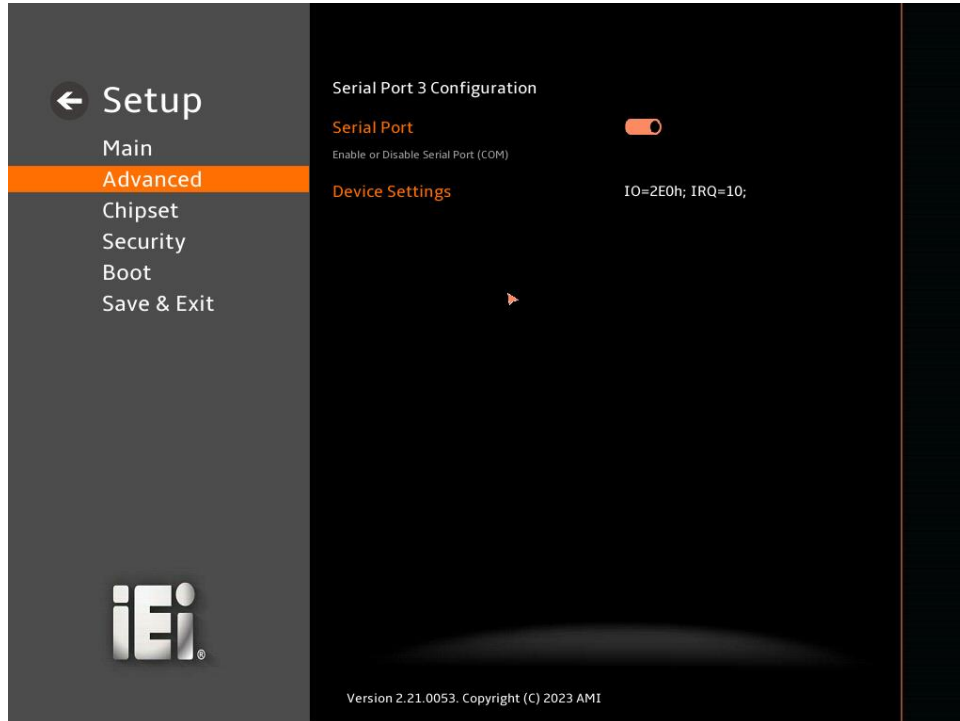 Setup
Main
Advanced
Chipset
Security
Boot
Save & Exit
iEi®
Serial Port 3 Configuration
Serial Port
Enable or Disable Serial Port (COM)
Device Settings IO=2E0h; IRQ=10;
Version 2.21.0053. Copyright (C) 2023 AMI